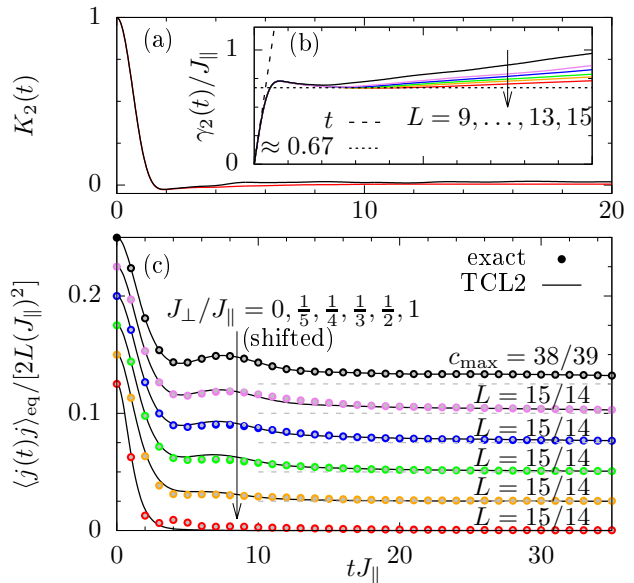 (a)
K₂(t)
1
0
0
10
20
(b)
γ₂(t)/J∥
1
0
t
≈ 0.67
L = 9, ..., 13, 15
(c)
exact
TCL2
J⊥/J∥ = 0, 1/5, 1/4, 1/3, 1/2, 1
(shifted)
c_max = 38/39
L = 15/14
L = 15/14
L = 15/14
L = 15/14
L = 15/14
⟨j(t)j⟩_eq/[2L(J∥)²]
0.2
0.1
0
0
10
20
30
tJ∥